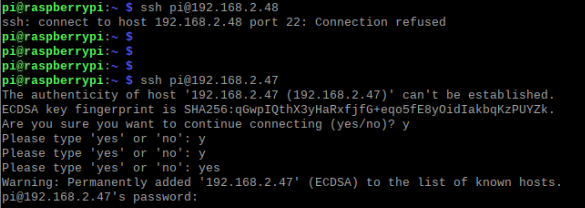 pi@raspberrypi:~ $ ssh pi@192.168.2.48
ssh: connect to host 192.168.2.48 port 22: Connection refused
pi@raspberrypi:~ $
pi@raspberrypi:~ $
pi@raspberrypi:~ $
pi@raspberrypi:~ $ ssh pi@192.168.2.47
The authenticity of host '192.168.2.47 (192.168.2.47)' can't be established.
ECDSA key fingerprint is SHA256:qGwpIQthX3yHaRxfjfG+eqo5fE8yOidIakbqKzPUYZk.
Are you sure you want to continue connecting (yes/no)? y
Please type 'yes' or 'no': y
Please type 'yes' or 'no': y
Please type 'yes' or 'no': yes
Warning: Permanently added '192.168.2.47' (ECDSA) to the list of known hosts.
pi@192.168.2.47's password: